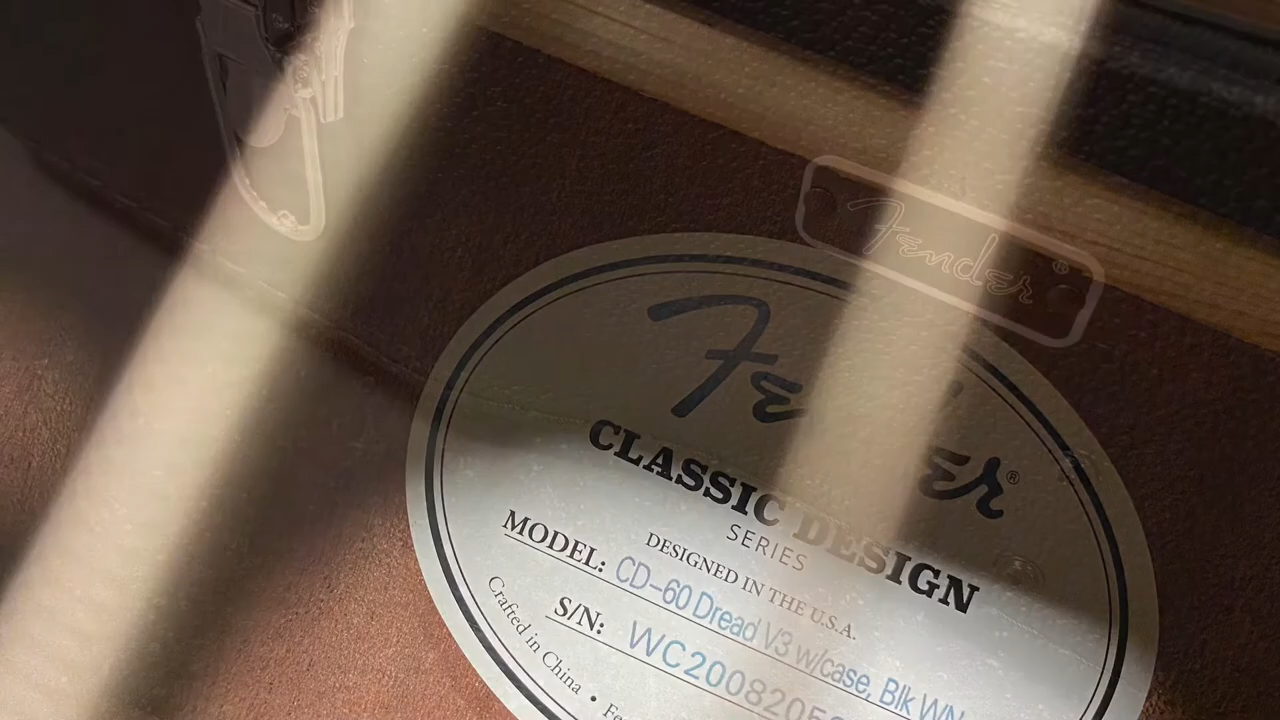 Fender®
Fender®
CLASSIC DESIGN
SERIES
DESIGNED IN THE U.S.A.
MODEL: CD-60 Dread V3 w/case, Blk WN
S/N: WC2008205
Crafted in China •